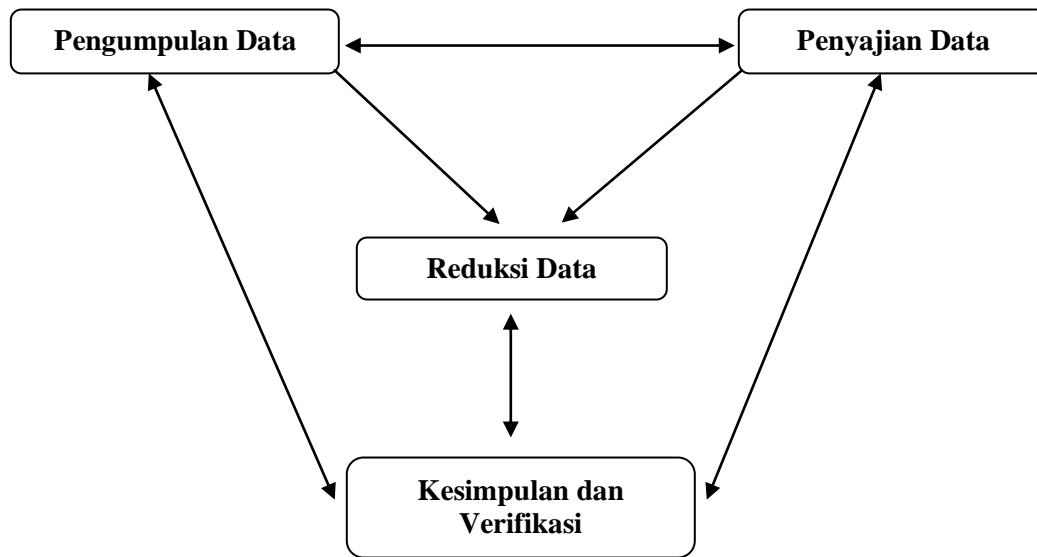 Pengumpulan Data
Penyajian Data
Reduksi Data
Kesimpulan dan
Verifikasi